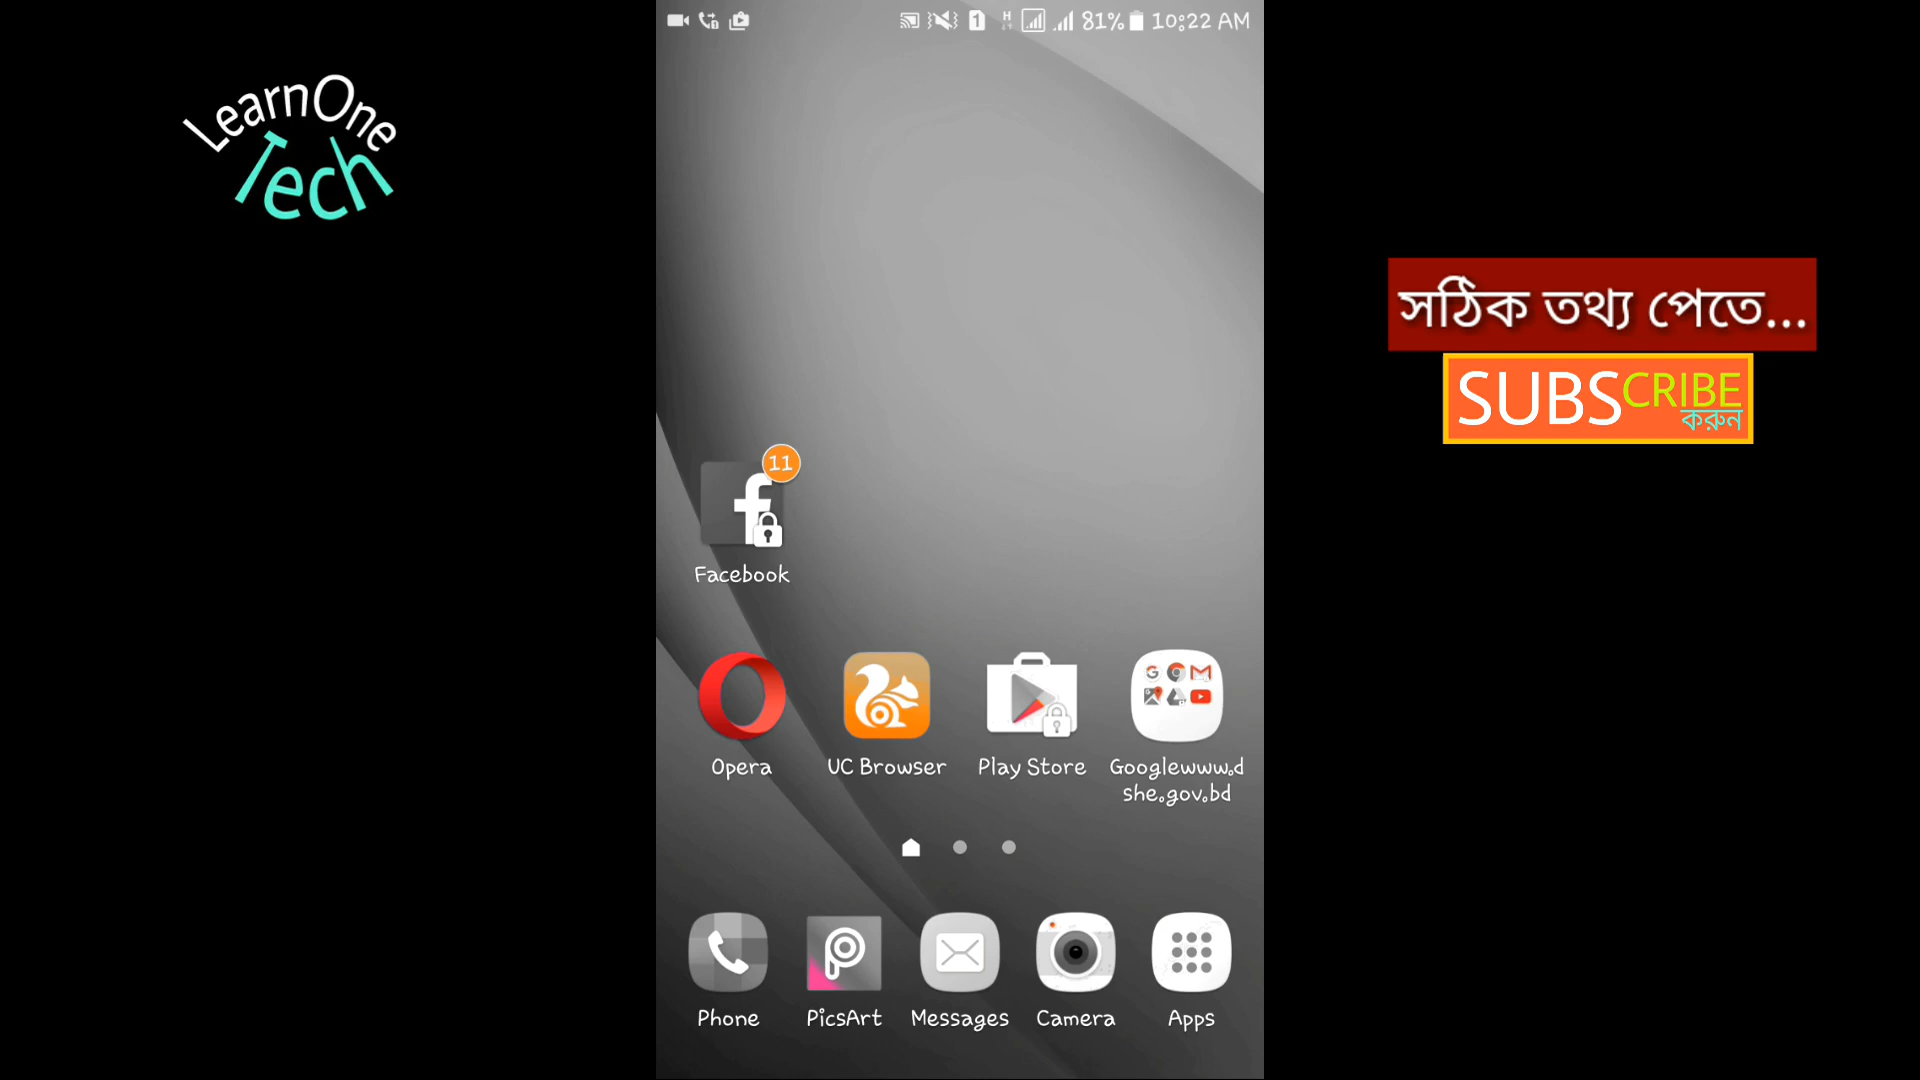 LearnOne
Tech
1 H 81% 10:22 AM
সঠিক তথ্য পেতে...
SUBSCRIBE
করুন
11
Facebook
Opera
UC Browser
Play Store
Googlewww.d
she.gov.bd
Phone
PicsArt
Messages
Camera
Apps